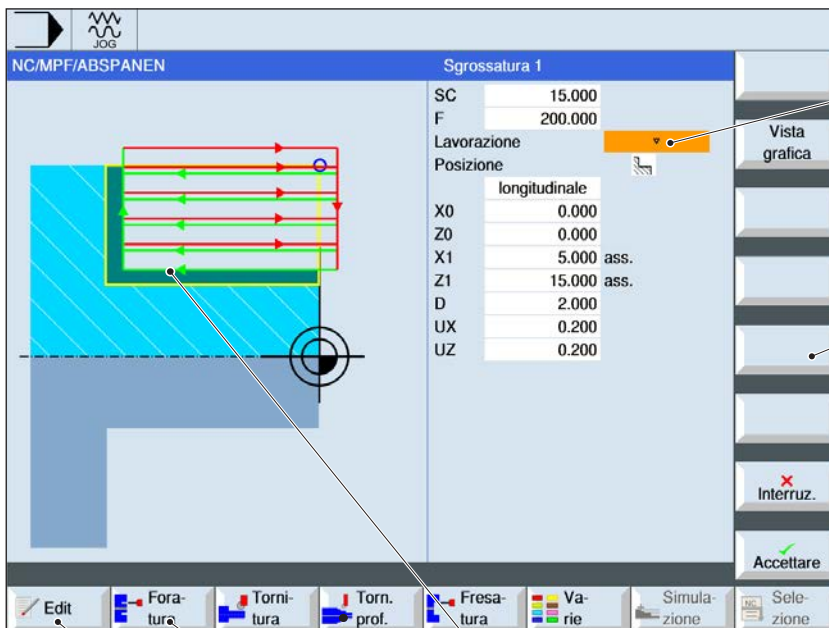 JOG
NC/MPF/ABSPANEN
Sgrossatura 1
SC 15.000
F 200.000
Lavorazione ▿
Posizione
longitudinale
X0 0.000
Z0 0.000
X1 5.000 ass.
Z1 15.000 ass.
D 2.000
UX 0.200
UZ 0.200
Vista
grafica
Interruz.
Accettare
Edit
Fora-
tura
Torni-
tura
Torn.
prof.
Fresa-
tura
Va-
rie
Simula-
zione
NC
Sele-
zione